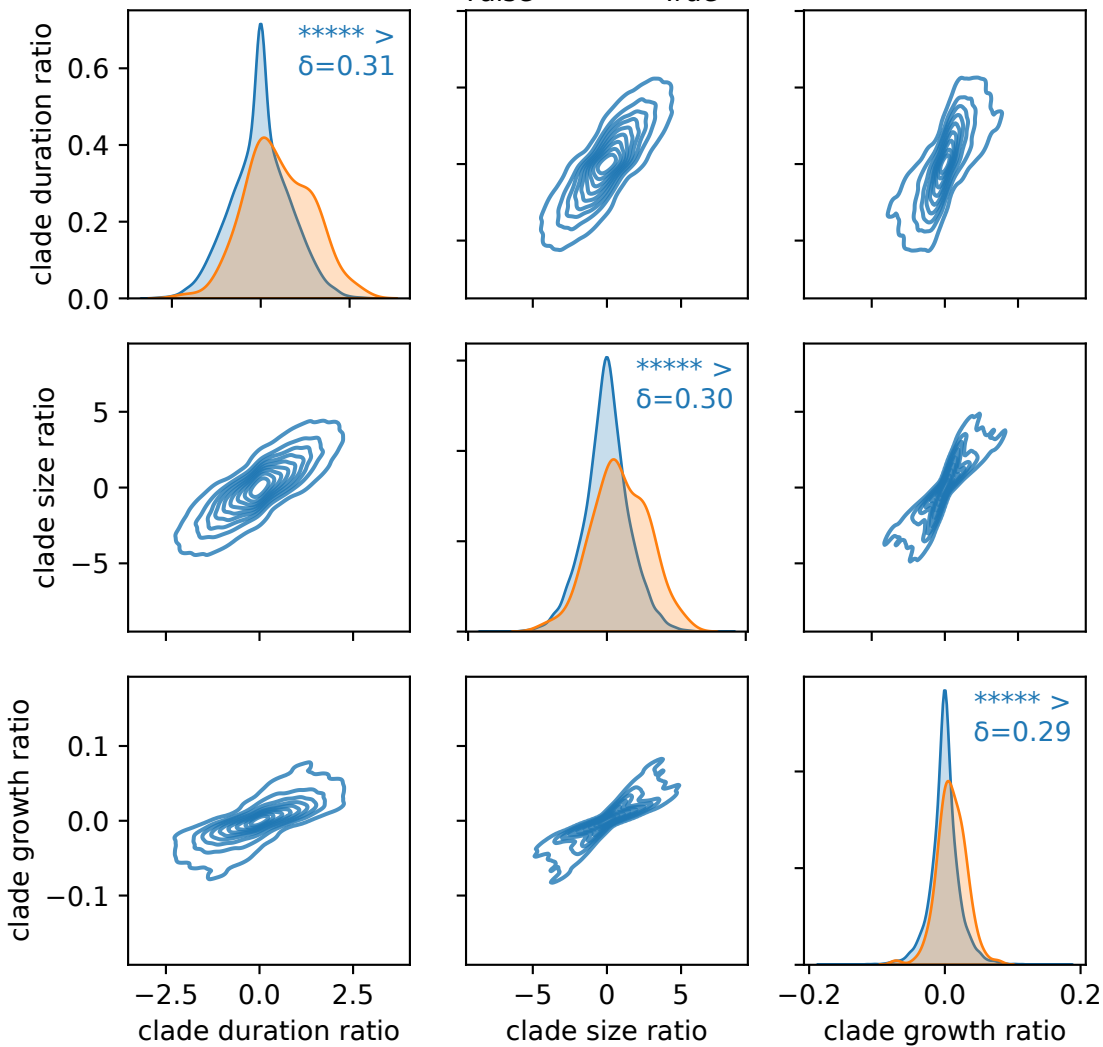 ***** >
δ=0.31
clade duration ratio
0.6
0.4
0.2
0.0
***** >
δ=0.30
clade size ratio
5
0
−5
***** >
δ=0.29
clade growth ratio
0.1
0.0
−0.1
−2.5 0.0 2.5 −5 0 5 −0.2 0.0 0.2
clade duration ratio clade size ratio clade growth ratio